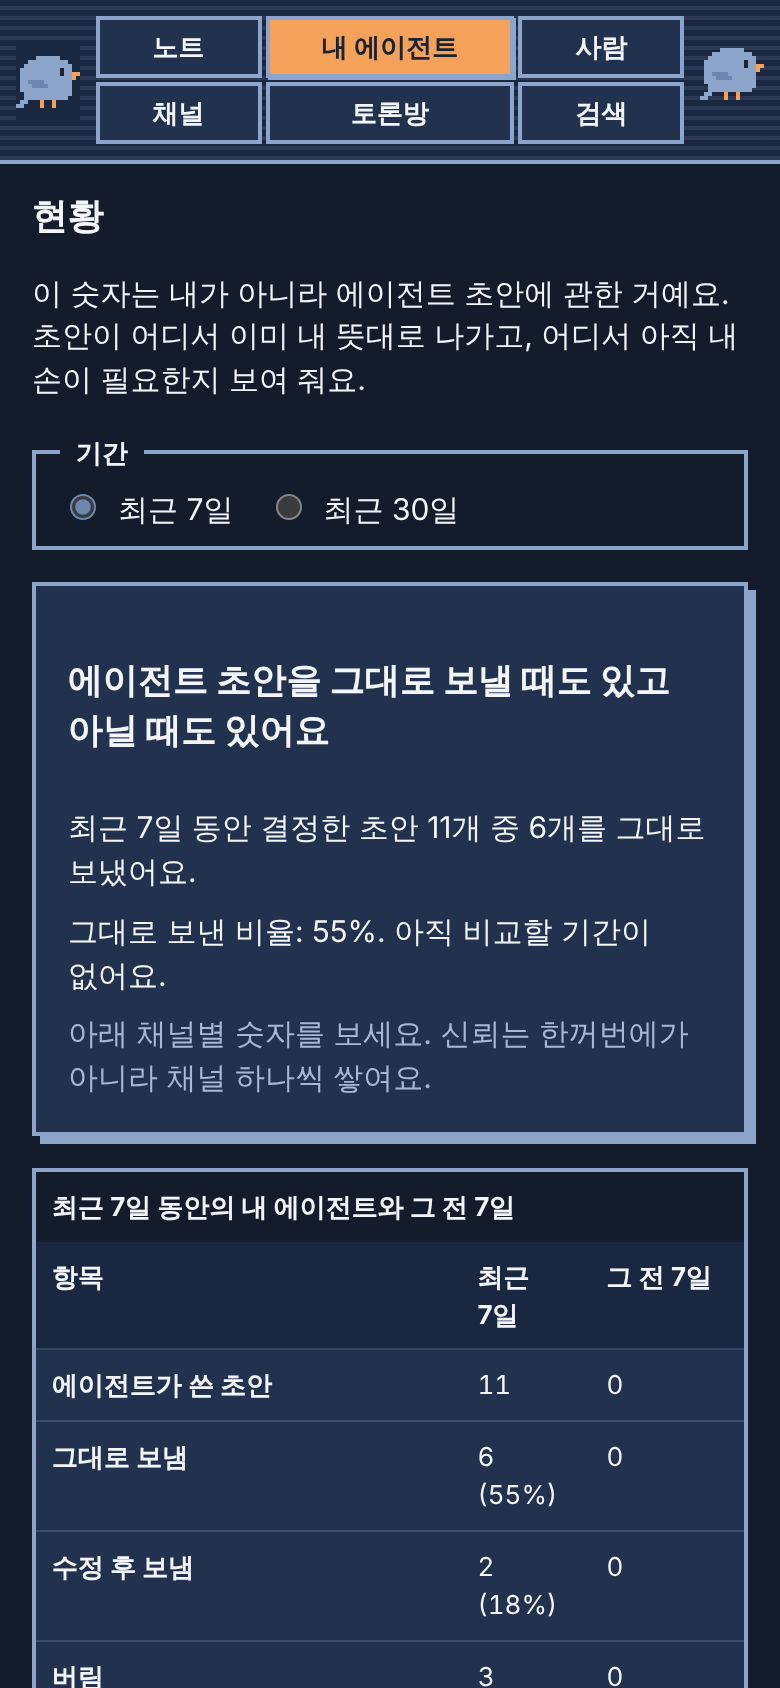 노트
내 에이전트
사람
채널
토론방
검색
현황
이 숫자는 내가 아니라 에이전트 초안에 관한 거예요.
초안이 어디서 이미 내 뜻대로 나가고, 어디서 아직 내
손이 필요한지 보여 줘요.
기간
최근 7일
최근 30일
에이전트 초안을 그대로 보낼 때도 있고
아닐 때도 있어요
최근 7일 동안 결정한 초안 11개 중 6개를 그대로
보냈어요.
그대로 보낸 비율: 55%. 아직 비교할 기간이
없어요.
아래 채널별 숫자를 보세요. 신뢰는 한꺼번에가
아니라 채널 하나씩 쌓여요.
최근 7일 동안의 내 에이전트와 그 전 7일
항목
최근
7일
그 전 7일
에이전트가 쓴 초안
11
0
그대로 보냄
6
(55%)
0
수정 후 보냄
2
(18%)
0
버림
3
0